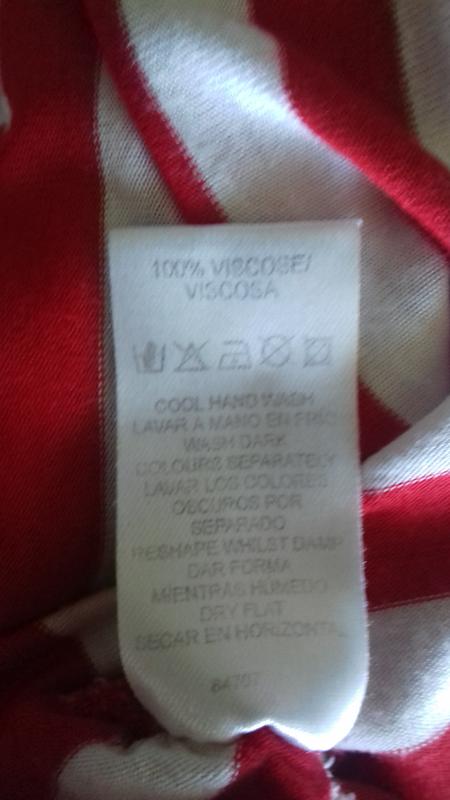 100% VISCOSE/
VISCOSA
COOL HAND WASH
LAVAR A MANO EN FRIO
WASH DARK
COLOURS SEPARATELY
LAVAR LOS COLORES
OSCUROS POR
SEPARADO
RESHAPE WHILST DAMP
DAR FORMA
MIENTRAS HUMEDO
DRY FLAT
SECAR EN HORIZONTAL